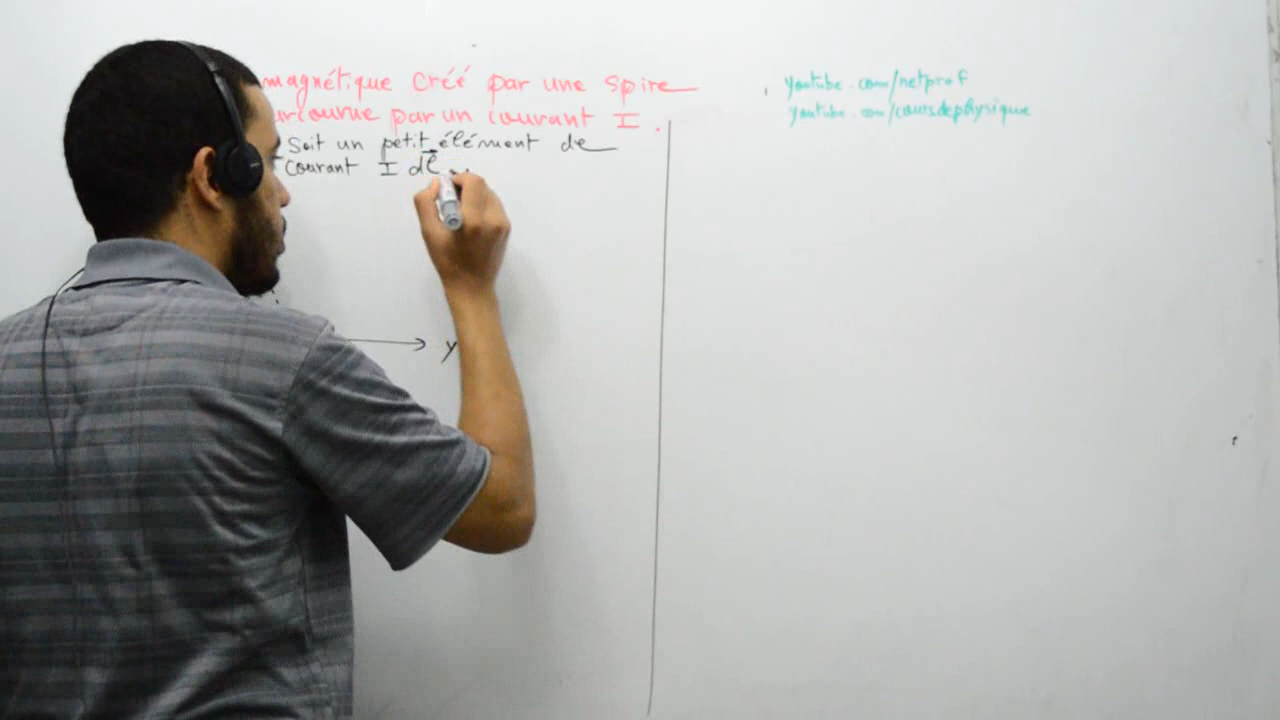 magnétique créé par une spire
parcourue par un courant I.
Soit un petit élément de
courant I dl
y
youtube.com/netprof
youtube.com/coursdephysique